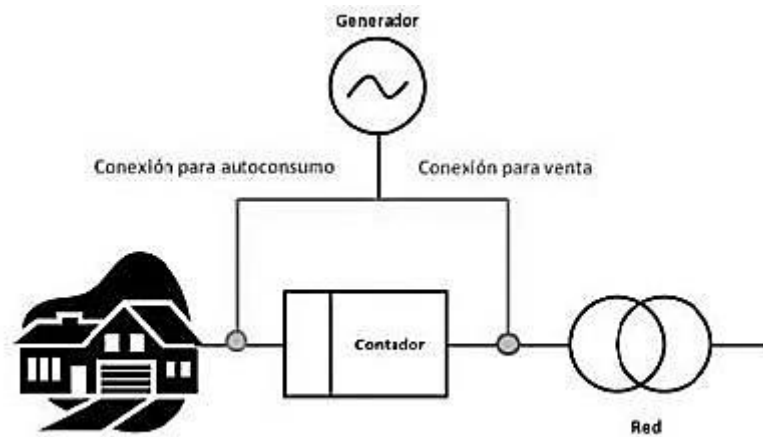 Generador
Conexión para autoconsumo
Conexión para venta
Contador
Red